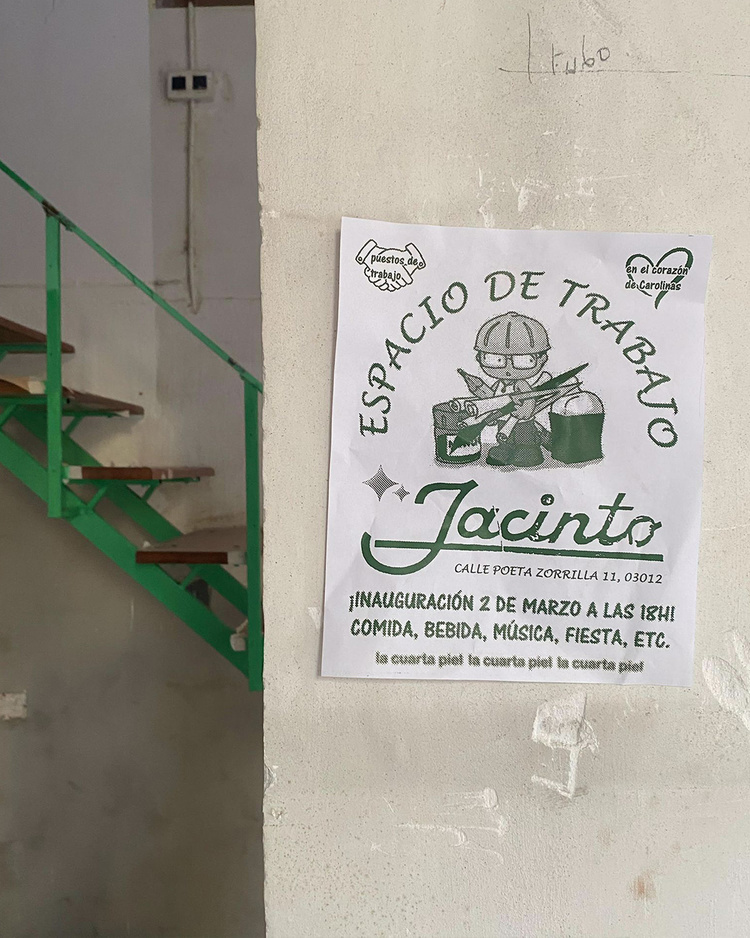 tubo
puestos de
trabajo
en el corazón
de Carolinas
ESPACIO DE TRABAJO
Jacinto
CALLE POETA ZORRILLA 11, 03012
¡INAUGURACIÓN 2 DE MARZO A LAS 18H!
COMIDA, BEBIDA, MÚSICA, FIESTA, ETC.
la cuarta piel la cuarta piel la cuarta piel